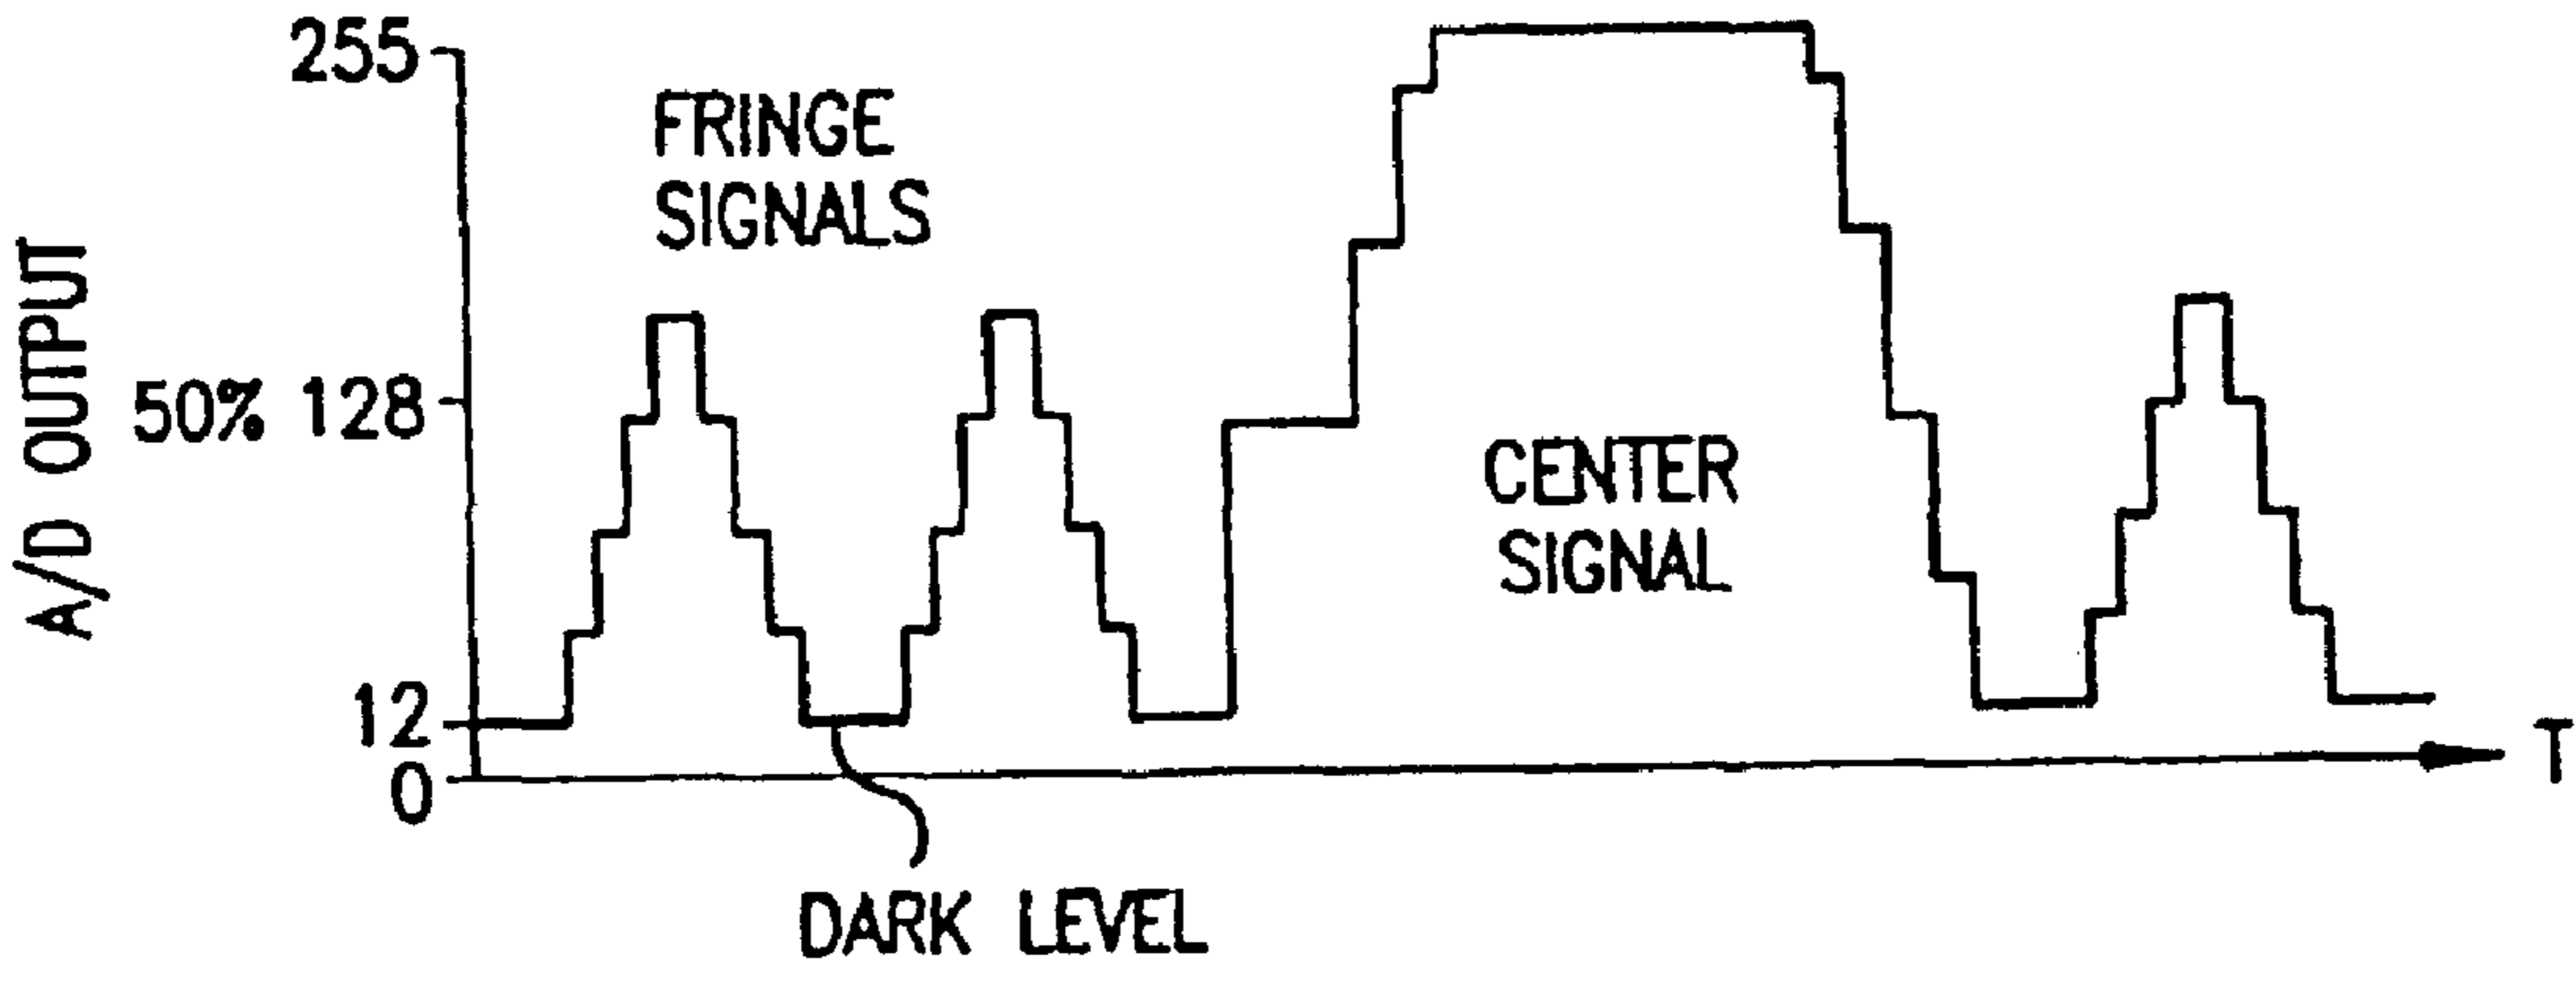 255
FRINGE
SIGNALS
A/D OUTPUT
50% 128
CENTER
SIGNAL
12
0
T
DARK LEVEL